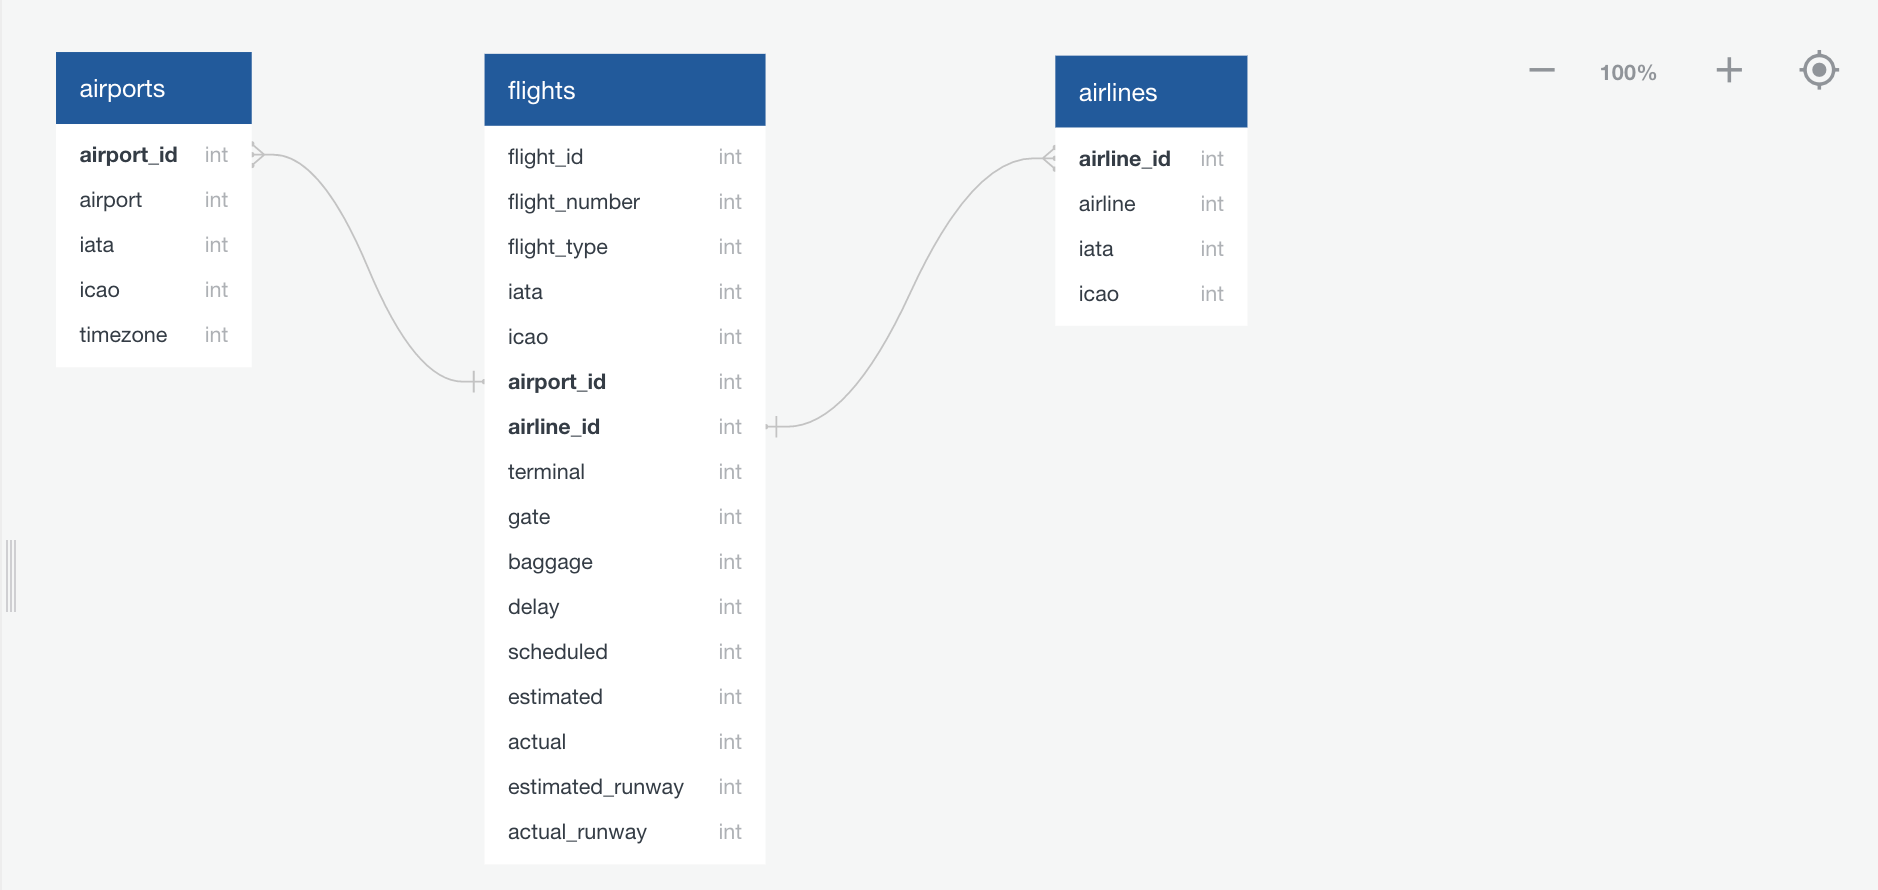 airports
airport_id int
airport int
iata int
icao int
timezone int
flights
flight_id int
flight_number int
flight_type int
iata int
icao int
airport_id int
airline_id int
terminal int
gate int
baggage int
delay int
scheduled int
estimated int
actual int
estimated_runway int
actual_runway int
airlines
airline_id int
airline int
iata int
icao int
100%